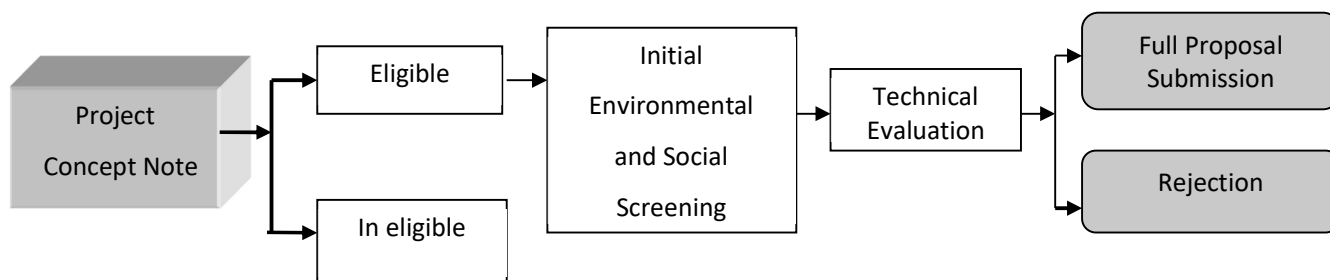 Project
Concept Note
Eligible
In eligible
Initial
Environmental
and Social
Screening
Technical
Evaluation
Full Proposal
Submission
Rejection